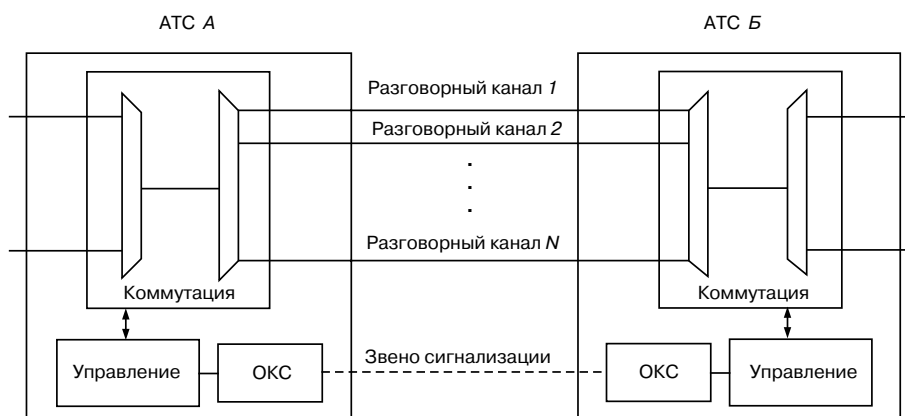 АТС А
АТС Б
Разговорный канал 1
Разговорный канал 2
Разговорный канал N
Коммутация
Коммутация
Управление
ОКС
Звено сигнализации
ОКС
Управление